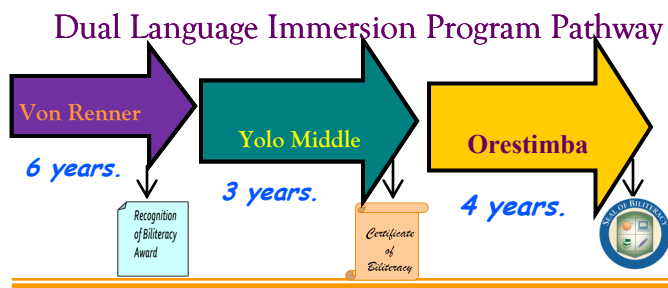 Dual Language Immersion Program Pathway
Von Renner
Yolo Middle
Orestimba
6 years.
3 years.
4 years.
Recognition
of Biliteracy
Award
Certificate
of
Biliteracy
SEAL OF BILITERACY